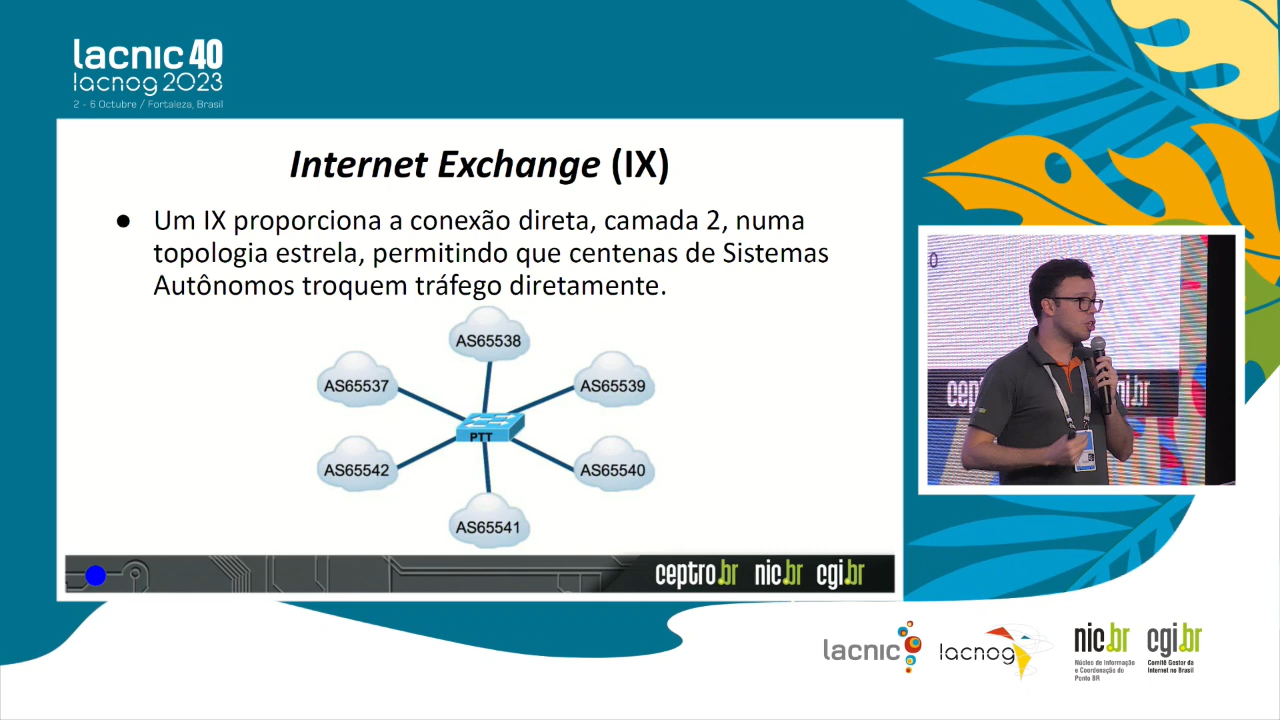 lacnic 40
lacnog 2023
2 - 6 Octubre / Fortaleza, Brasil
Internet Exchange (IX)
● Um IX proporciona a conexão direta, camada 2, numa
topologia estrela, permitindo que centenas de Sistemas
Autônomos troquem tráfego diretamente.
AS65538
AS65537
AS65539
PTT
AS65542
AS65540
AS65541
ceptro.br nic.br cgi.br
lacnic
lacnog
nic.br
Núcleo de Informação
e Coordenação do
Ponto BR
cgi.br
Comitê Gestor da
Internet no Brasil